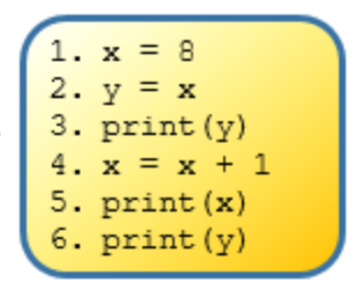 1. x = 8
2. y = x
3. print(y)
4. x = x + 1
5. print(x)
6. print(y)